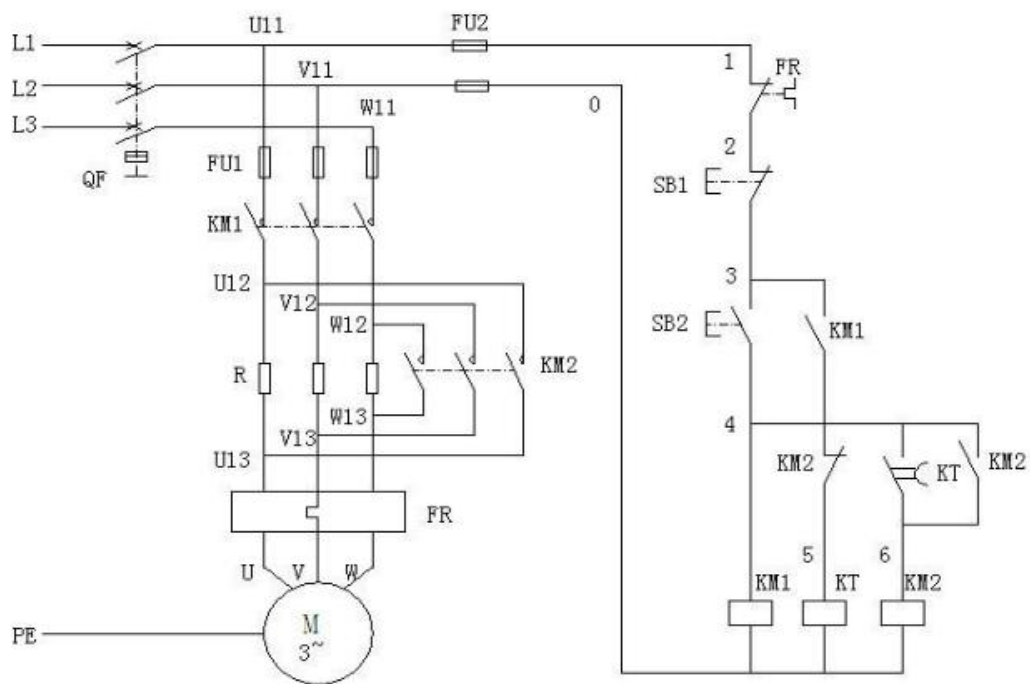 U11 FU2
L1 1 FR
V11
L2
W11 0
L3
2
QF FU1 SB1
KM1
U12 3
V12
W12 SB2 KM1
R KM2
W13
V13 4
U13 KM2 KT KM2
FR
5 6
U V W KM1 KT KM2
M
PE 3~